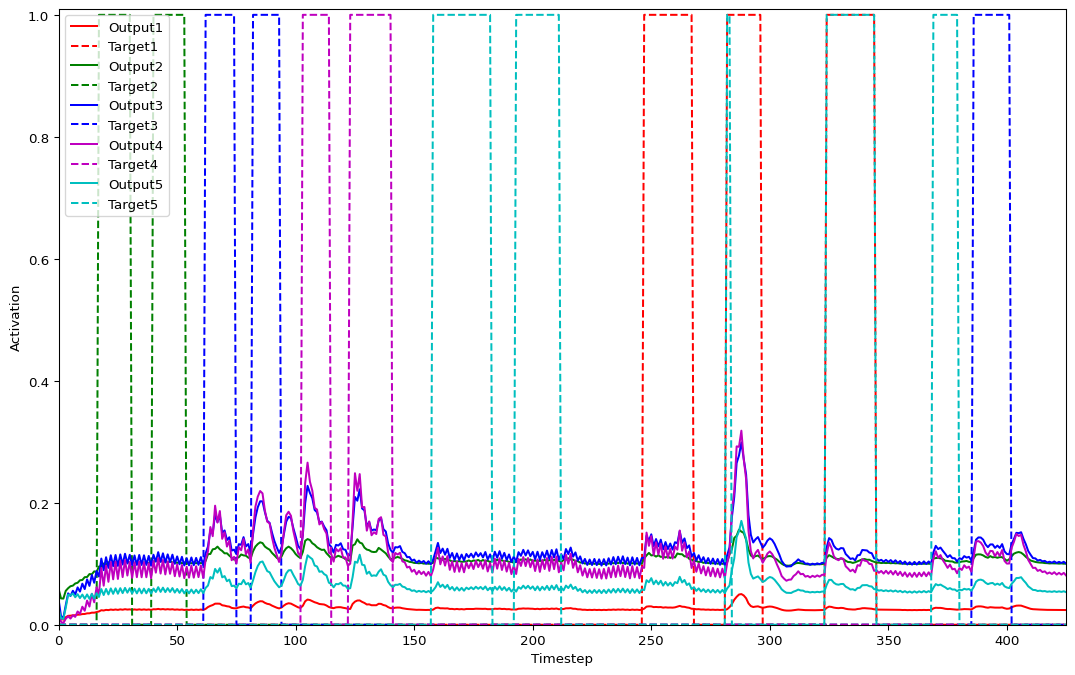 1.0
0.8
0.6
0.4
0.2
0.0
Activation
Output1
Target1
Output2
Target2
Output3
Target3
Output4
Target4
Output5
Target5
0
50
100
150
200
250
300
350
400
Timestep